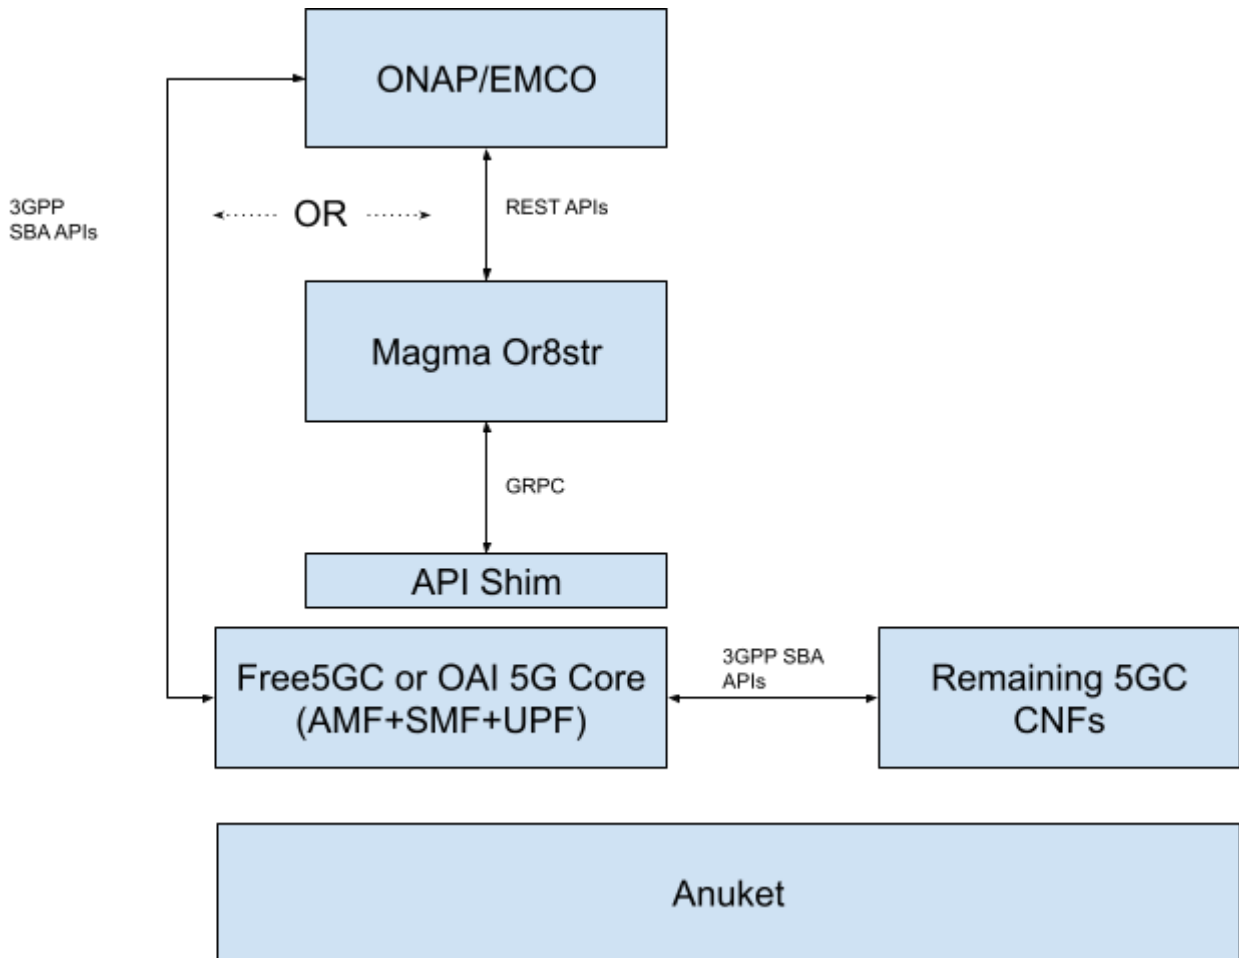 ONAP/EMCO
3GPP
SBA APIs
OR
REST APIs
Magma Or8str
GRPC
API Shim
Free5GC or OAI 5G Core
(AMF+SMF+UPF)
3GPP SBA
APIs
Remaining 5GC
CNFs
Anuket